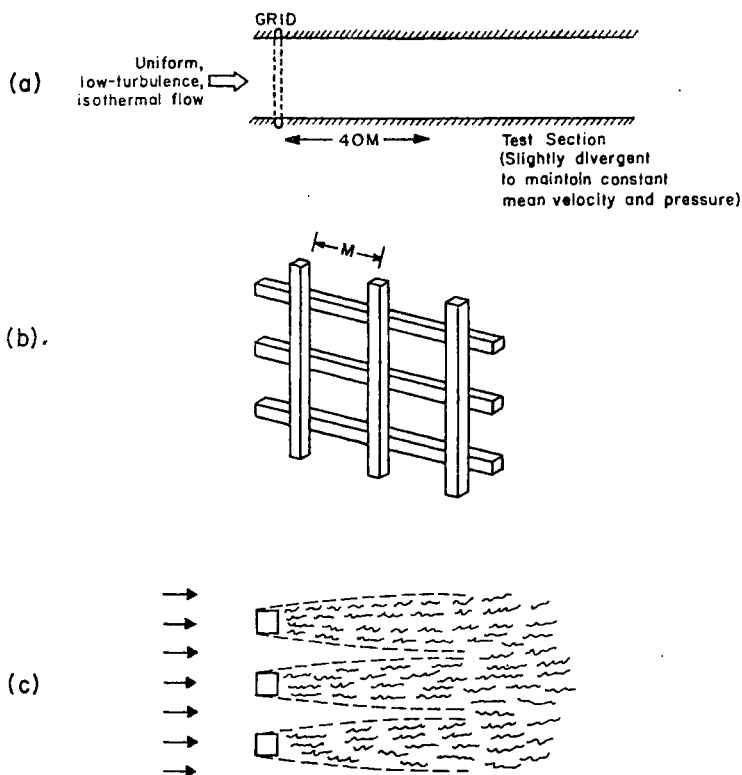 GRID
(a)
Uniform,
low-turbulence,
isothermal flow
40M
Test Section
(Slightly divergent
to maintain constant
mean velocity and pressure)
M
(b).
(c)